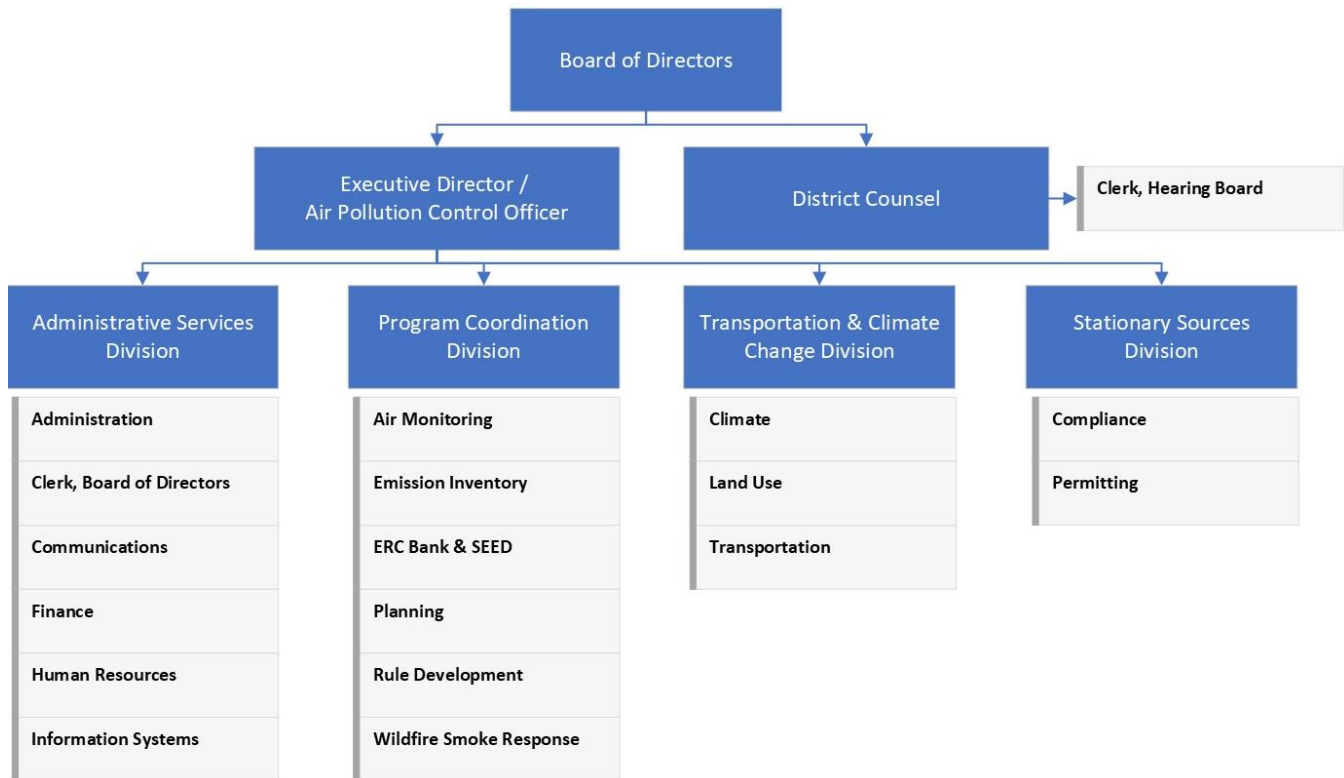 Board of Directors
Executive Director /
Air Pollution Control Officer
District Counsel
Clerk, Hearing Board
Administrative Services
Division
Administration
Clerk, Board of Directors
Communications
Finance
Human Resources
Information Systems
Program Coordination
Division
Air Monitoring
Emission Inventory
ERC Bank & SEED
Planning
Rule Development
Wildfire Smoke Response
Transportation & Climate
Change Division
Climate
Land Use
Transportation
Stationary Sources
Division
Compliance
Permitting